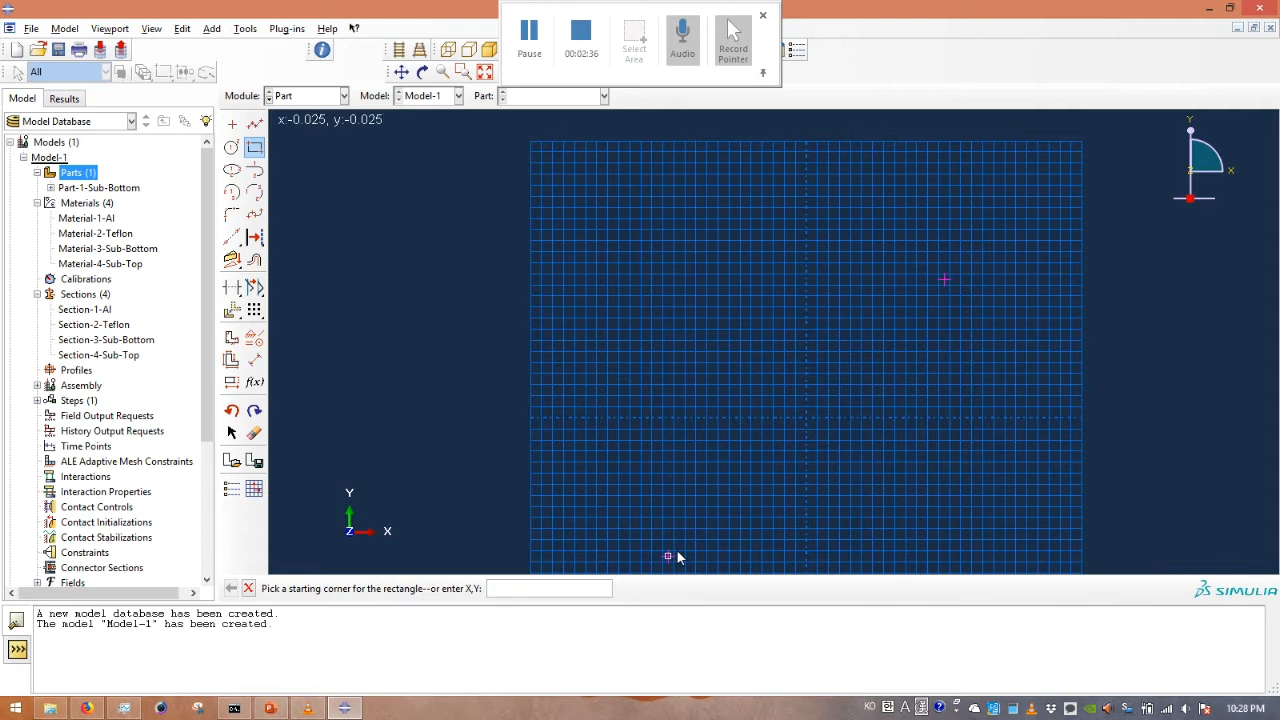 File Model Viewport View Edit Add Tools Plug-ins Help
Pause
00:02:36
Select Area
Audio
Record Pointer
All
Model Results
Module: Part Model: Model-1 Part:
Model Database
x:-0.025, y:-0.025
Models (1)
Model-1
Parts (1)
Part-1-Sub-Bottom
Materials (4)
Material-1-Al
Material-2-Teflon
Material-3-Sub-Bottom
Material-4-Sub-Top
Calibrations
Sections (4)
Section-1-Al
Section-2-Teflon
Section-3-Sub-Bottom
Section-4-Sub-Top
Profiles
Assembly
Steps (1)
Field Output Requests
History Output Requests
Time Points
ALE Adaptive Mesh Constraints
Interactions
Interaction Properties
Contact Controls
Contact Initializations
Contact Stabilizations
Constraints
Connector Sections
Fields
f(x)
Y
X
Z
Y
X
Z
Pick a starting corner for the rectangle--or enter X,Y:
SIMULIA
A new model database has been created.
The model "Model-1" has been created.
>>>
KO A 10:28 PM